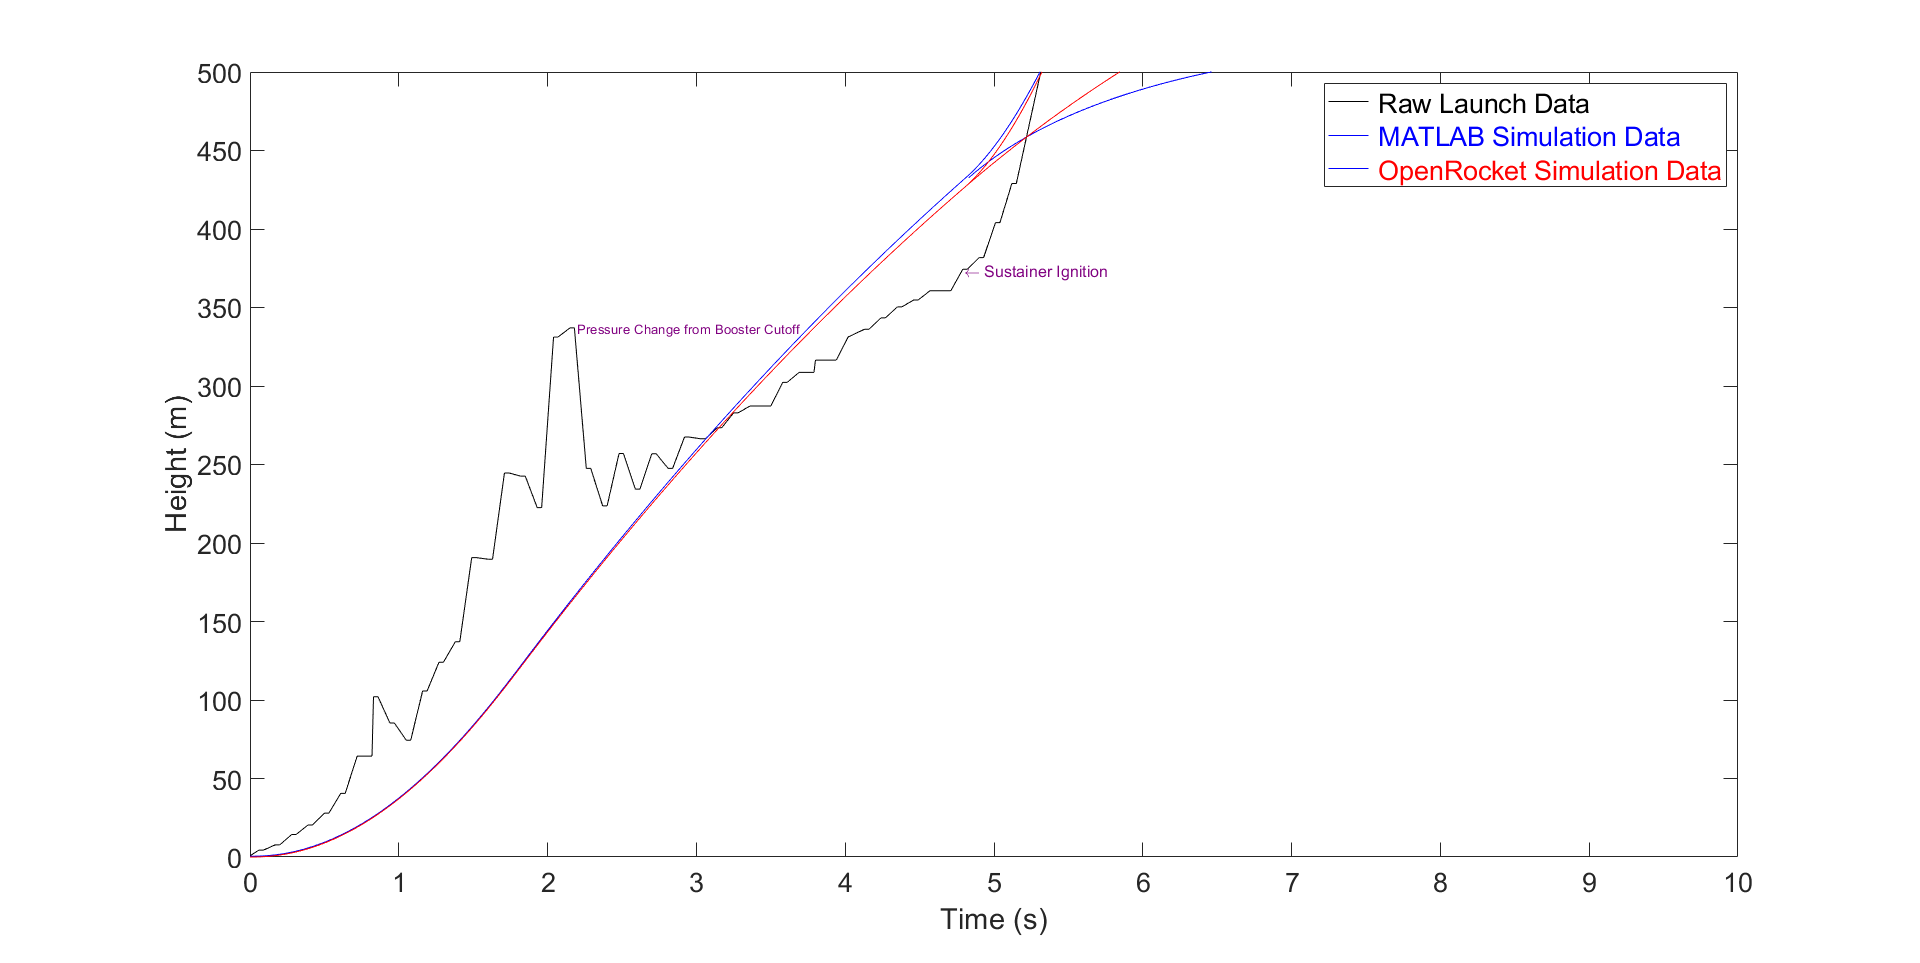 500
450
400
350
300
250
200
150
100
50
0
Height (m)
0 1 2 3 4 5 6 7 8 9 10
Time (s)
Raw Launch Data
MATLAB Simulation Data
OpenRocket Simulation Data
← Sustainer Ignition
Pressure Change from Booster Cutoff